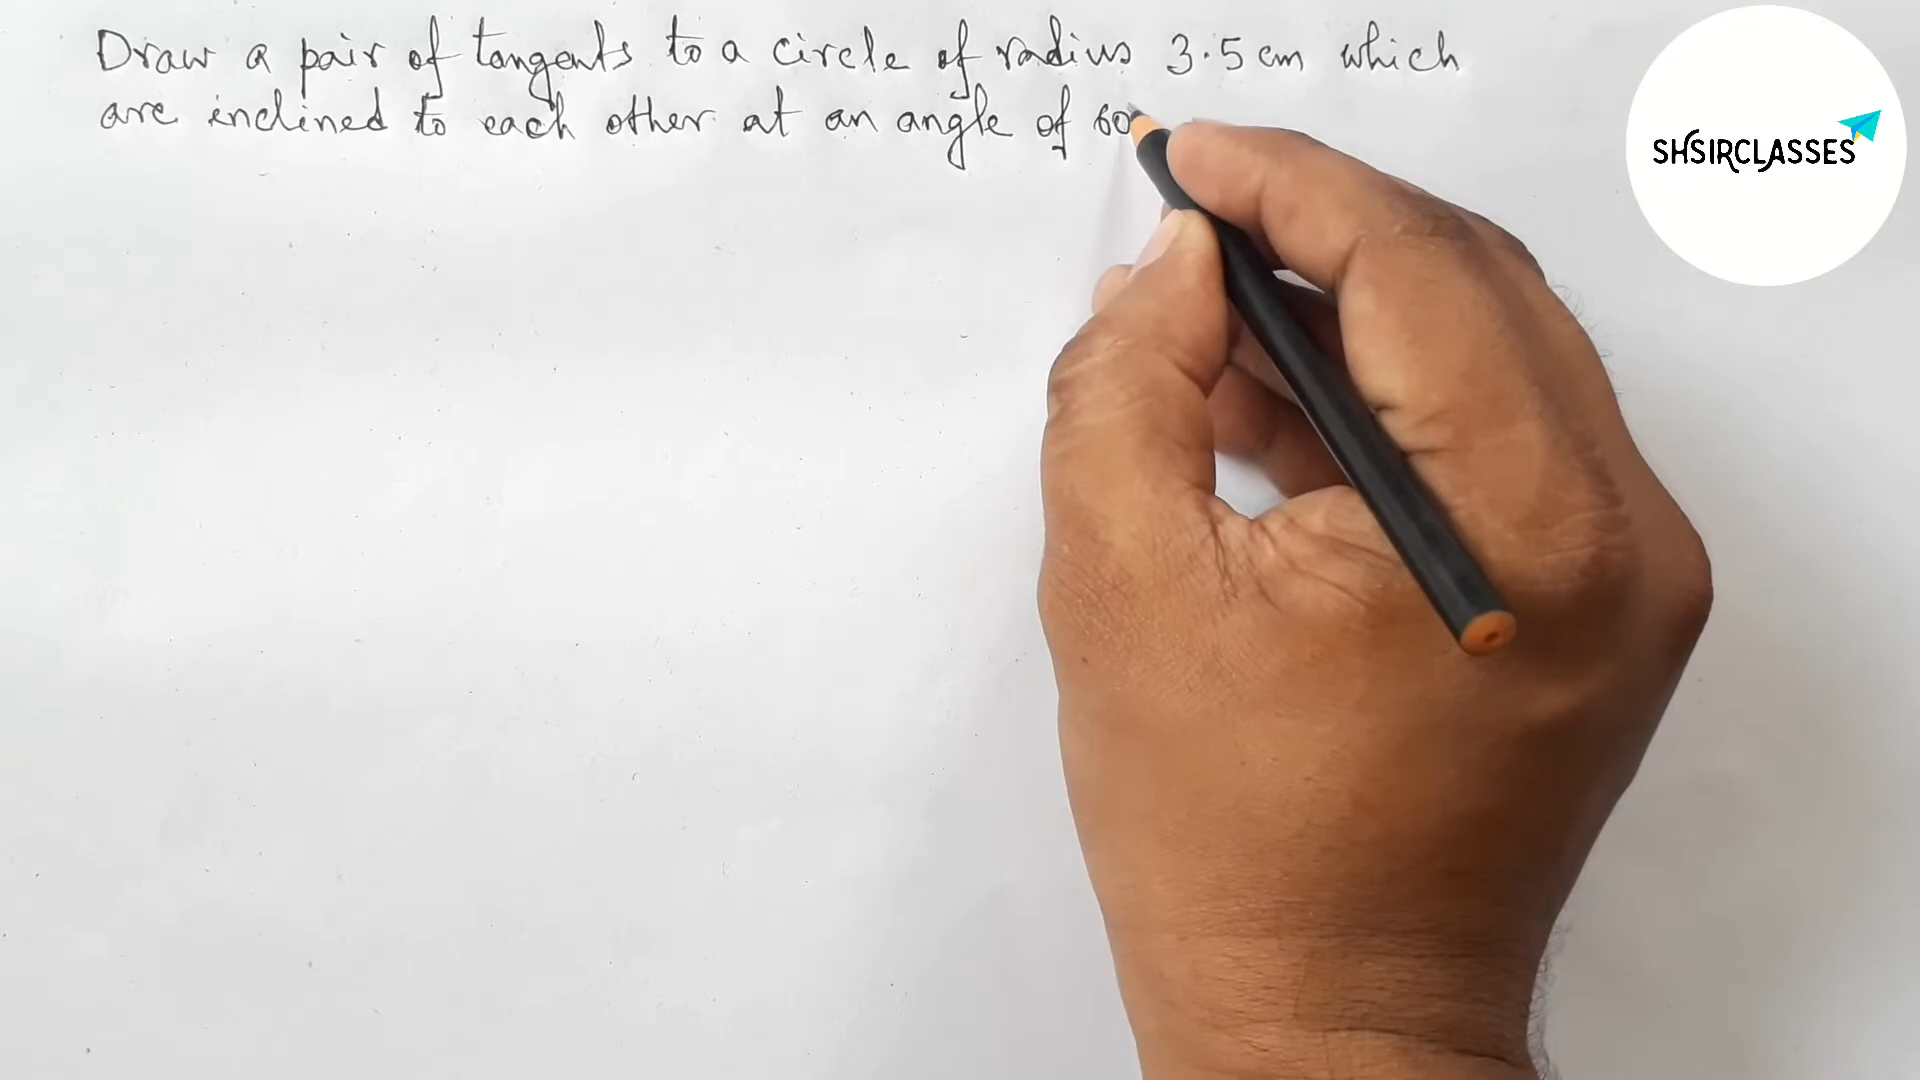 Draw a pair of tangents to a circle of radius 3.5 cm which
are inclined to each other at an angle of 60
SHSIRCLASSES